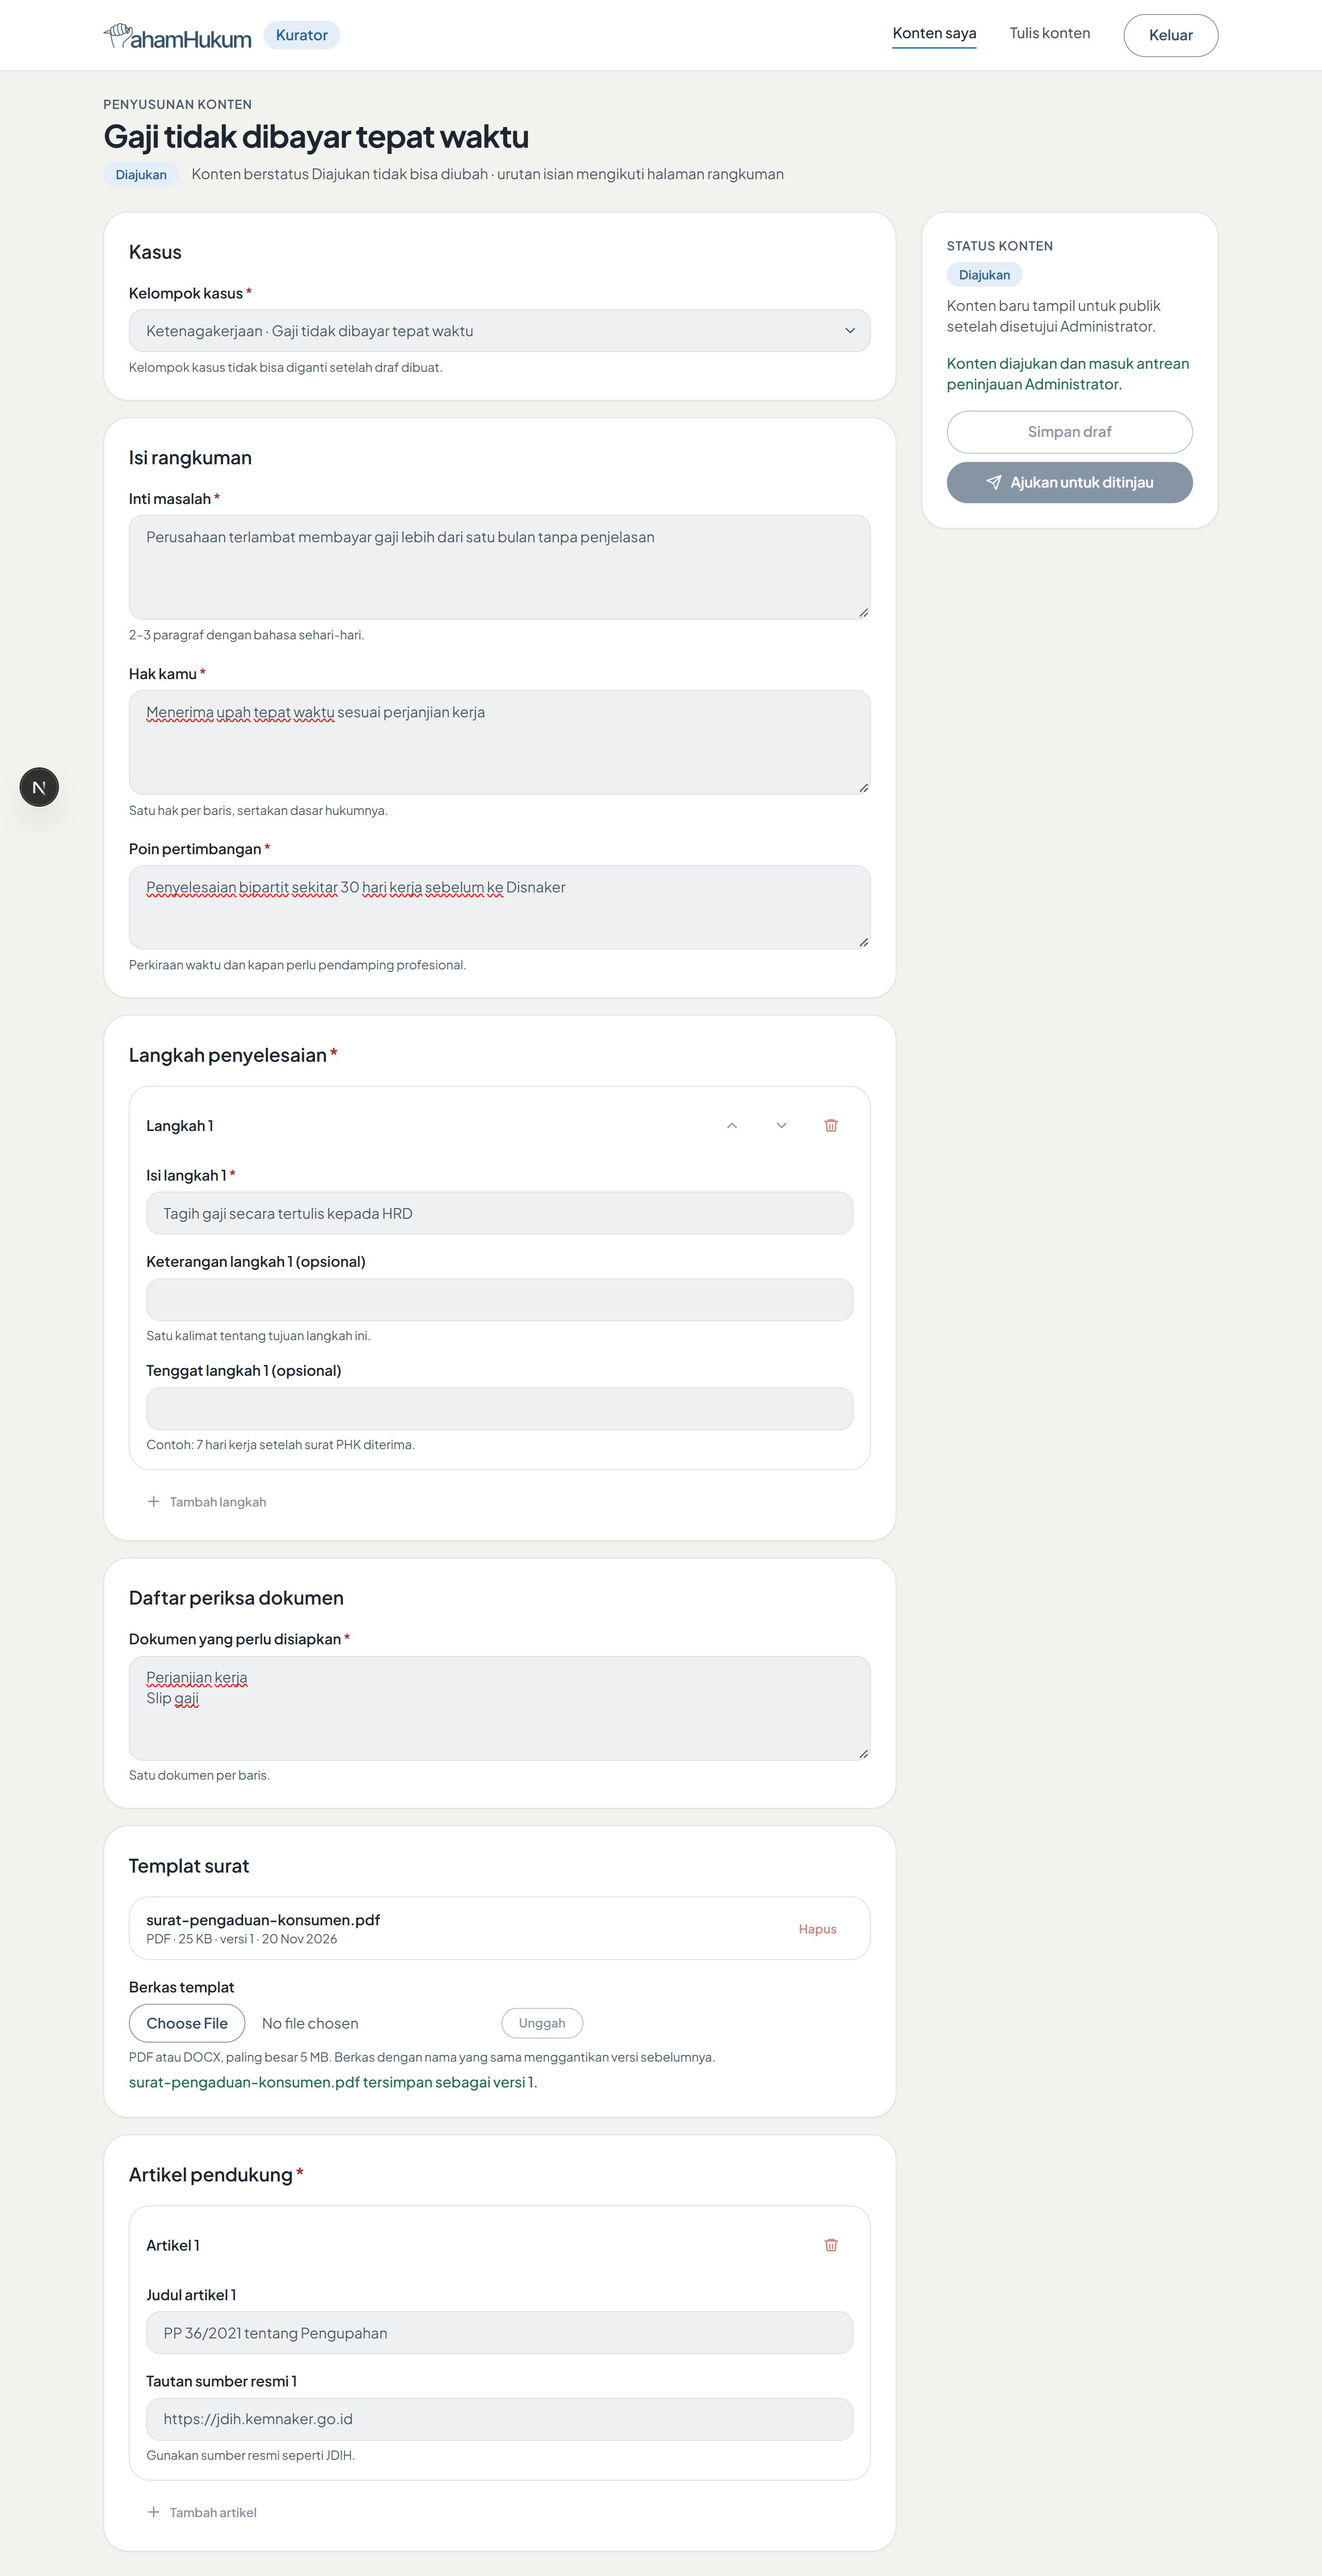 ahamHukum
Kurator
Konten saya
Tulis konten
Keluar
PENYUSUNAN KONTEN
Gaji tidak dibayar tepat waktu
Diajukan
Konten berstatus Diajukan tidak bisa diubah · urutan isian mengikuti halaman rangkuman
Kasus
Kelompok kasus *
Ketenagakerjaan · Gaji tidak dibayar tepat waktu
Kelompok kasus tidak bisa diganti setelah draf dibuat.
STATUS KONTEN
Diajukan
Konten baru tampil untuk publik
setelah disetujui Administrator.
Konten diajukan dan masuk antrean
peninjauan Administrator.
Simpan draf
Ajukan untuk ditinjau
Isi rangkuman
Inti masalah *
Perusahaan terlambat membayar gaji lebih dari satu bulan tanpa penjelasan
2–3 paragraf dengan bahasa sehari-hari.
Hak kamu *
Menerima upah tepat waktu sesuai perjanjian kerja
Satu hak per baris, sertakan dasar hukumnya.
Poin pertimbangan *
Penyelesaian bipartit sekitar 30 hari kerja sebelum ke Disnaker
Perkiraan waktu dan kapan perlu pendamping profesional.
N
Langkah penyelesaian *
Langkah 1
Isi langkah 1 *
Tagih gaji secara tertulis kepada HRD
Keterangan langkah 1 (opsional)
Satu kalimat tentang tujuan langkah ini.
Tenggat langkah 1 (opsional)
Contoh: 7 hari kerja setelah surat PHK diterima.
Tambah langkah
Daftar periksa dokumen
Dokumen yang perlu disiapkan *
Perjanjian kerja
Slip gaji
Satu dokumen per baris.
Templat surat
surat-pengaduan-konsumen.pdf
PDF · 25 KB · versi 1 · 20 Nov 2026
Hapus
Berkas templat
Choose File
No file chosen
Unggah
PDF atau DOCX, paling besar 5 MB. Berkas dengan nama yang sama menggantikan versi sebelumnya.
surat-pengaduan-konsumen.pdf tersimpan sebagai versi 1.
Artikel pendukung *
Artikel 1
Judul artikel 1
PP 36/2021 tentang Pengupahan
Tautan sumber resmi 1
https://jdih.kemnaker.go.id
Gunakan sumber resmi seperti JDIH.
Tambah artikel